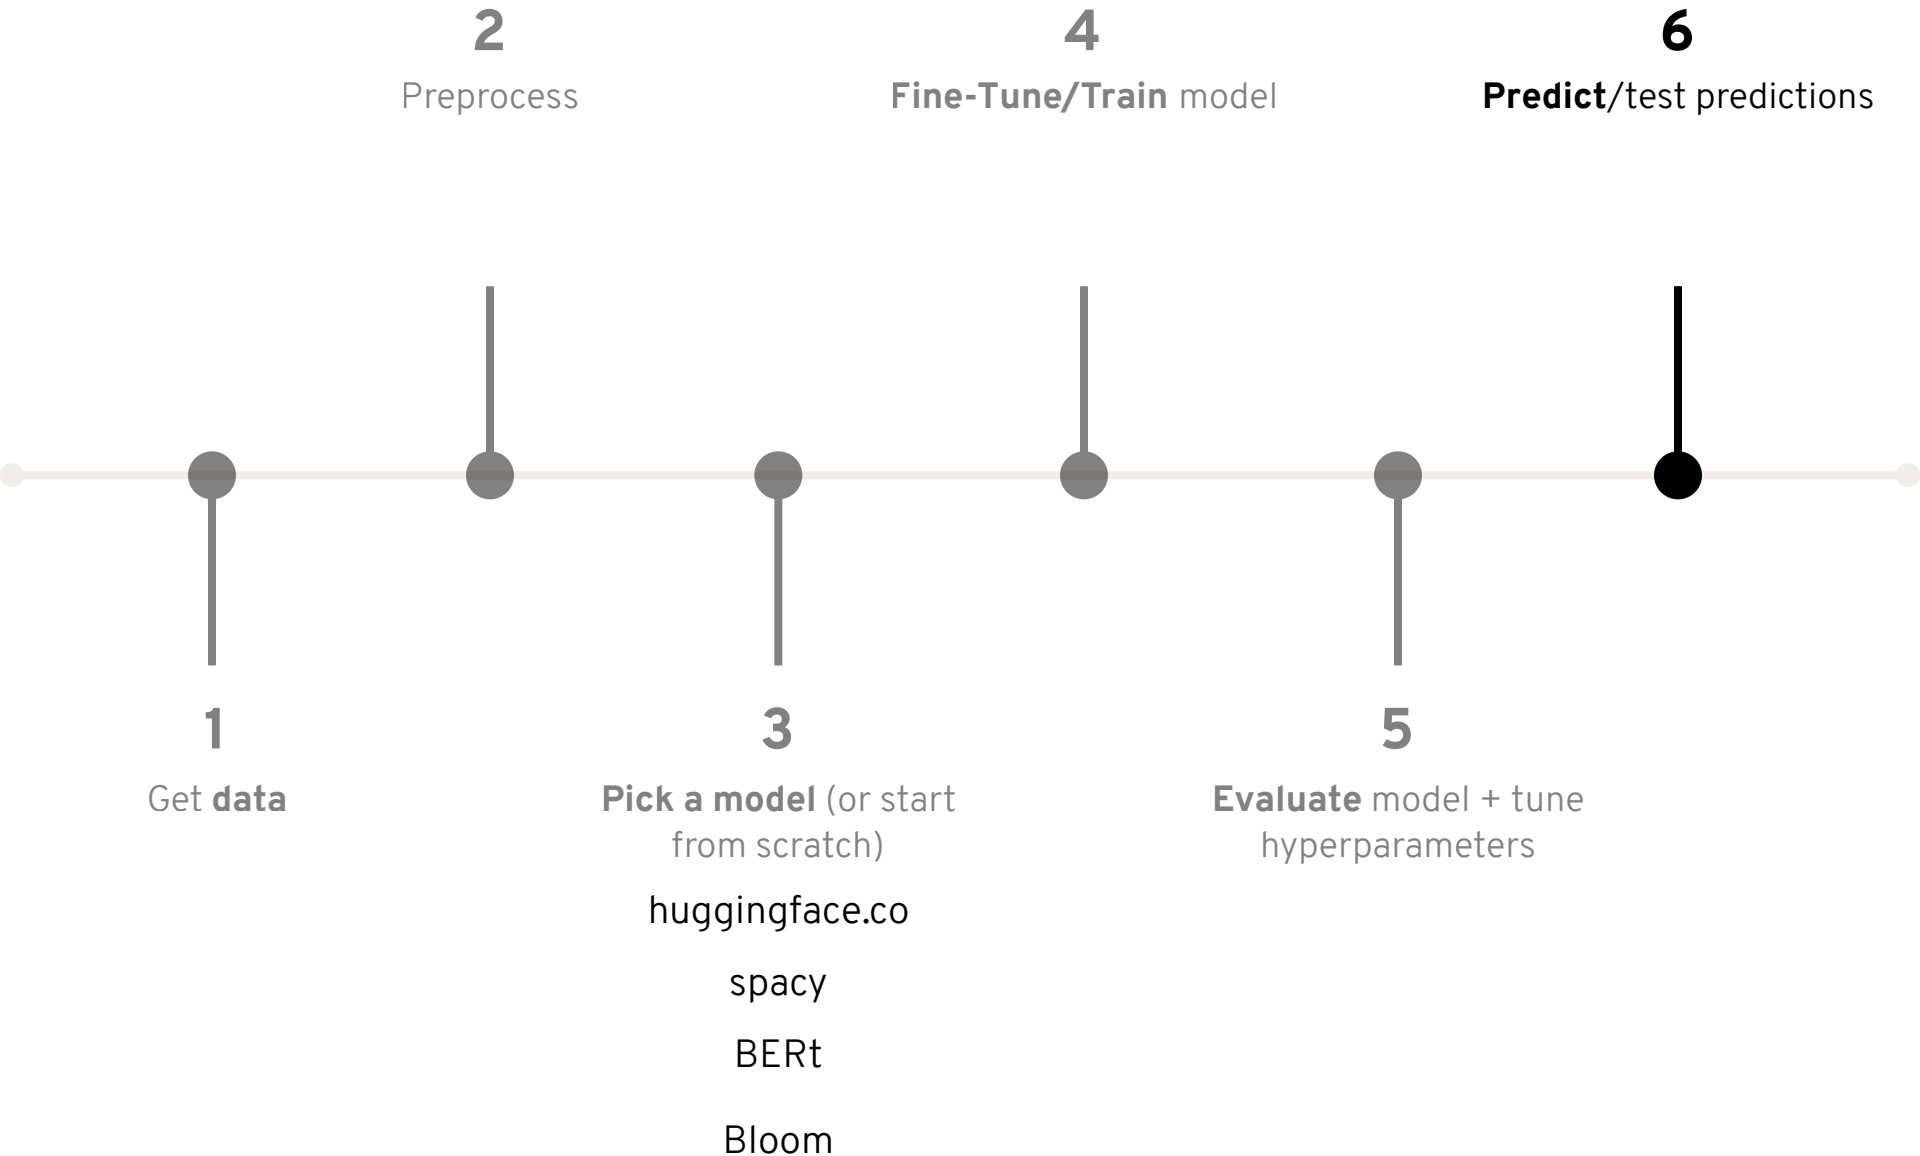 2
Preprocess
4
Fine-Tune/Train model
6
Predict/test predictions
1
Get data
3
Pick a model (or start
from scratch)
huggingface.co
spacy
BERt
Bloom
5
Evaluate model + tune
hyperparameters